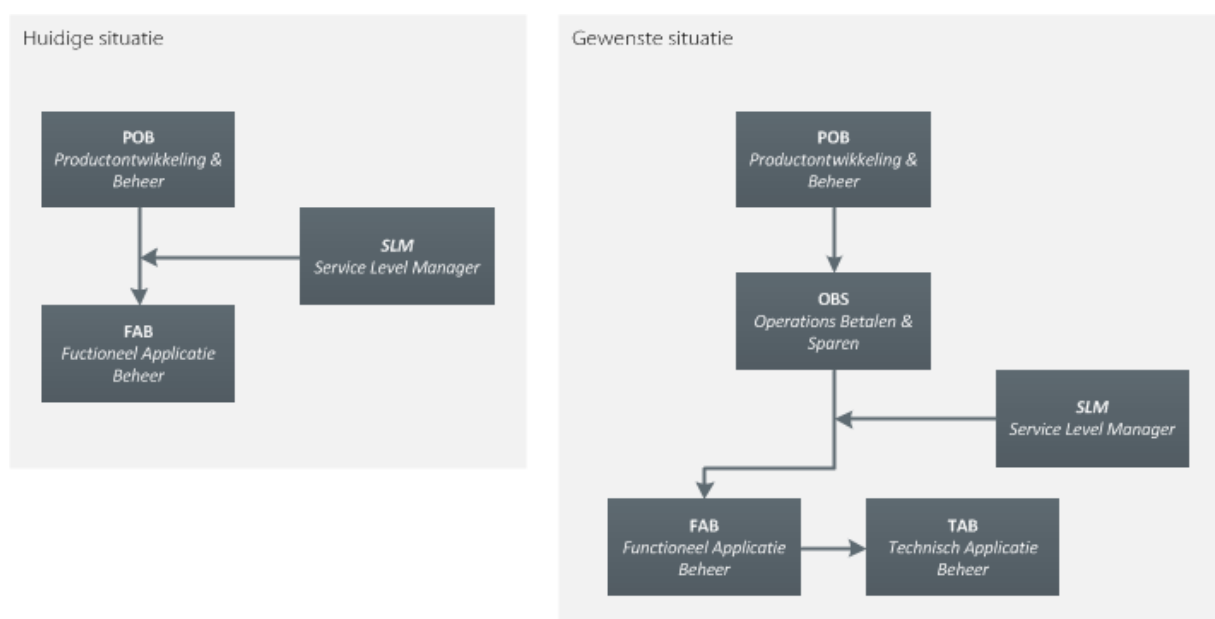 Huidige situatie
POB
Productontwikkeling &
Beheer
SLM
Service Level Manager
FAB
Fuctioneel Applicatie
Beheer
Gewenste situatie
POB
Productontwikkeling &
Beheer
OBS
Operations Betalen &
Sparen
SLM
Service Level Manager
FAB
Functioneel Applicatie
Beheer
TAB
Technisch Applicatie
Beheer